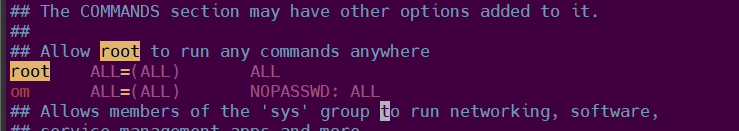 ## The COMMANDS section may have other options added to it.
##
## Allow root to run any commands anywhere
root    ALL=(ALL)       ALL
om      ALL=(ALL)       NOPASSWD: ALL
## Allows members of the 'sys' group to run networking, software,
## service management apps and more.